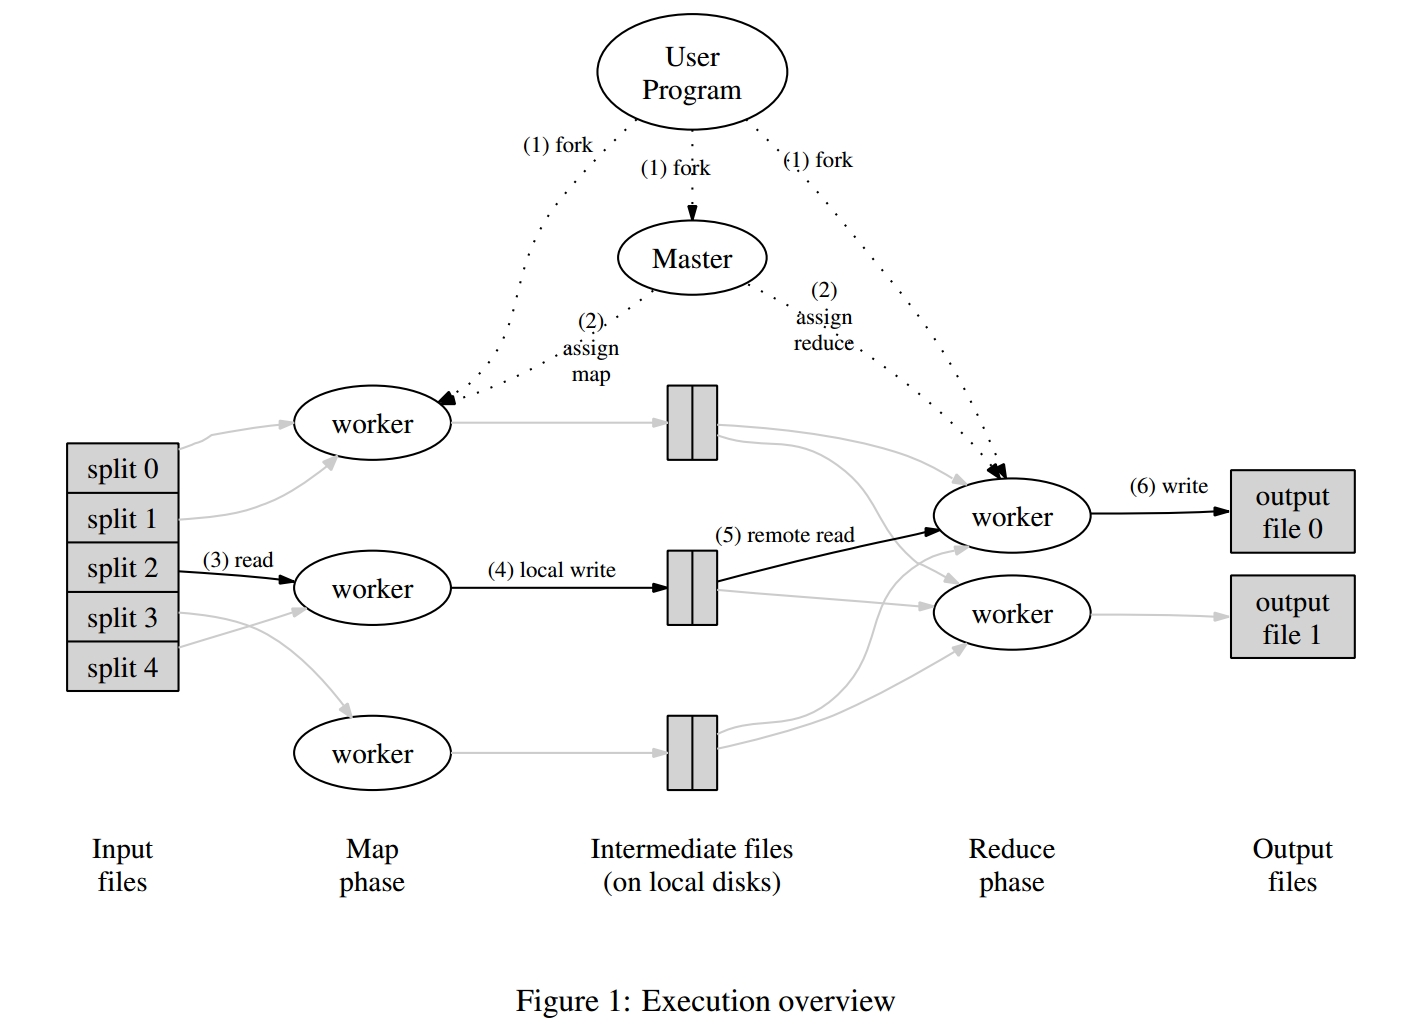 User
Program
(1) fork
(1) fork
(1) fork
Master
(2)
assign
map
(2)
assign
reduce
worker
split 0
split 1
split 2
split 3
split 4
(3) read
worker
(4) local write
worker
(5) remote read
worker
(6) write
output
file 0
worker
output
file 1
Input
files
Map
phase
Intermediate files
(on local disks)
Reduce
phase
Output
files
Figure 1: Execution overview